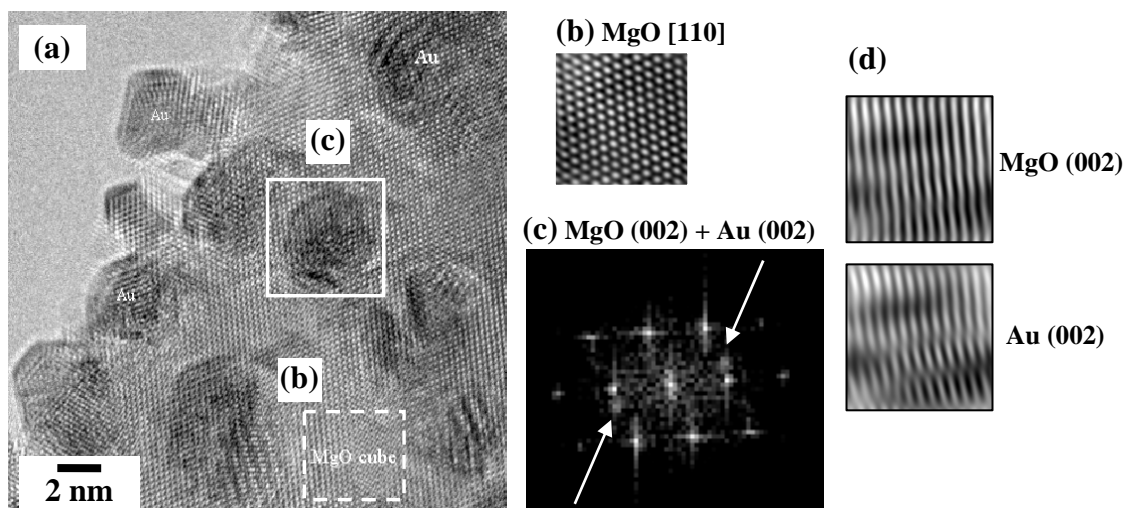 (a)
Au
Au
(c)
Au
(b)
MgO cube
2 nm
(b) MgO [110]
(c) MgO (002) + Au (002)
(d)
MgO (002)
Au (002)